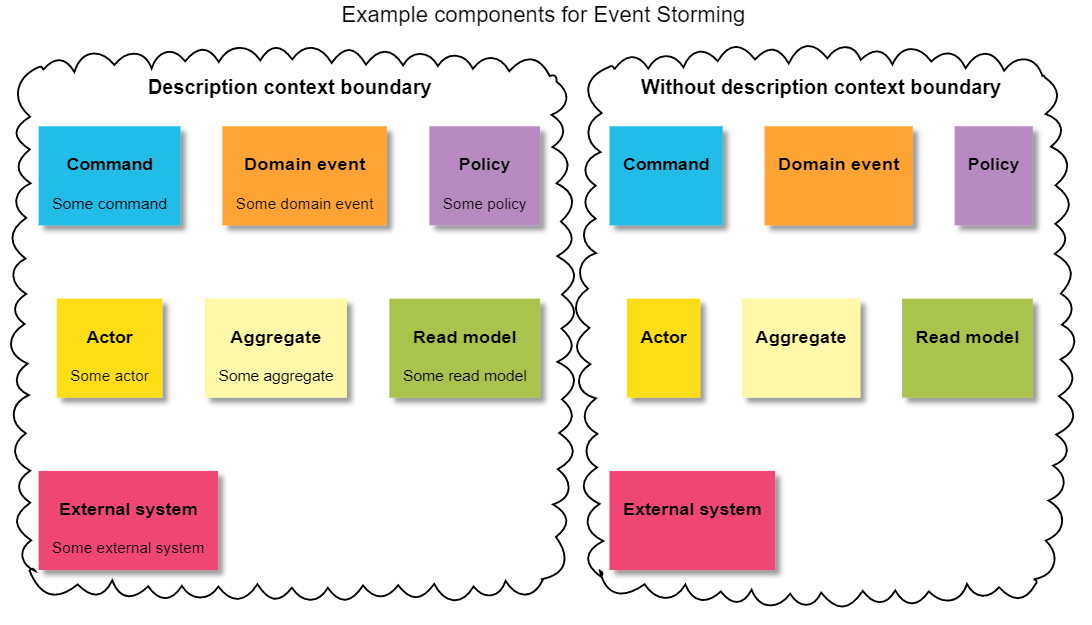 Example components for Event Storming
Description context boundary
Command
Some command
Domain event
Some domain event
Policy
Some policy
Actor
Some actor
Aggregate
Some aggregate
Read model
Some read model
External system
Some external system
Without description context boundary
Command
Domain event
Policy
Actor
Aggregate
Read model
External system